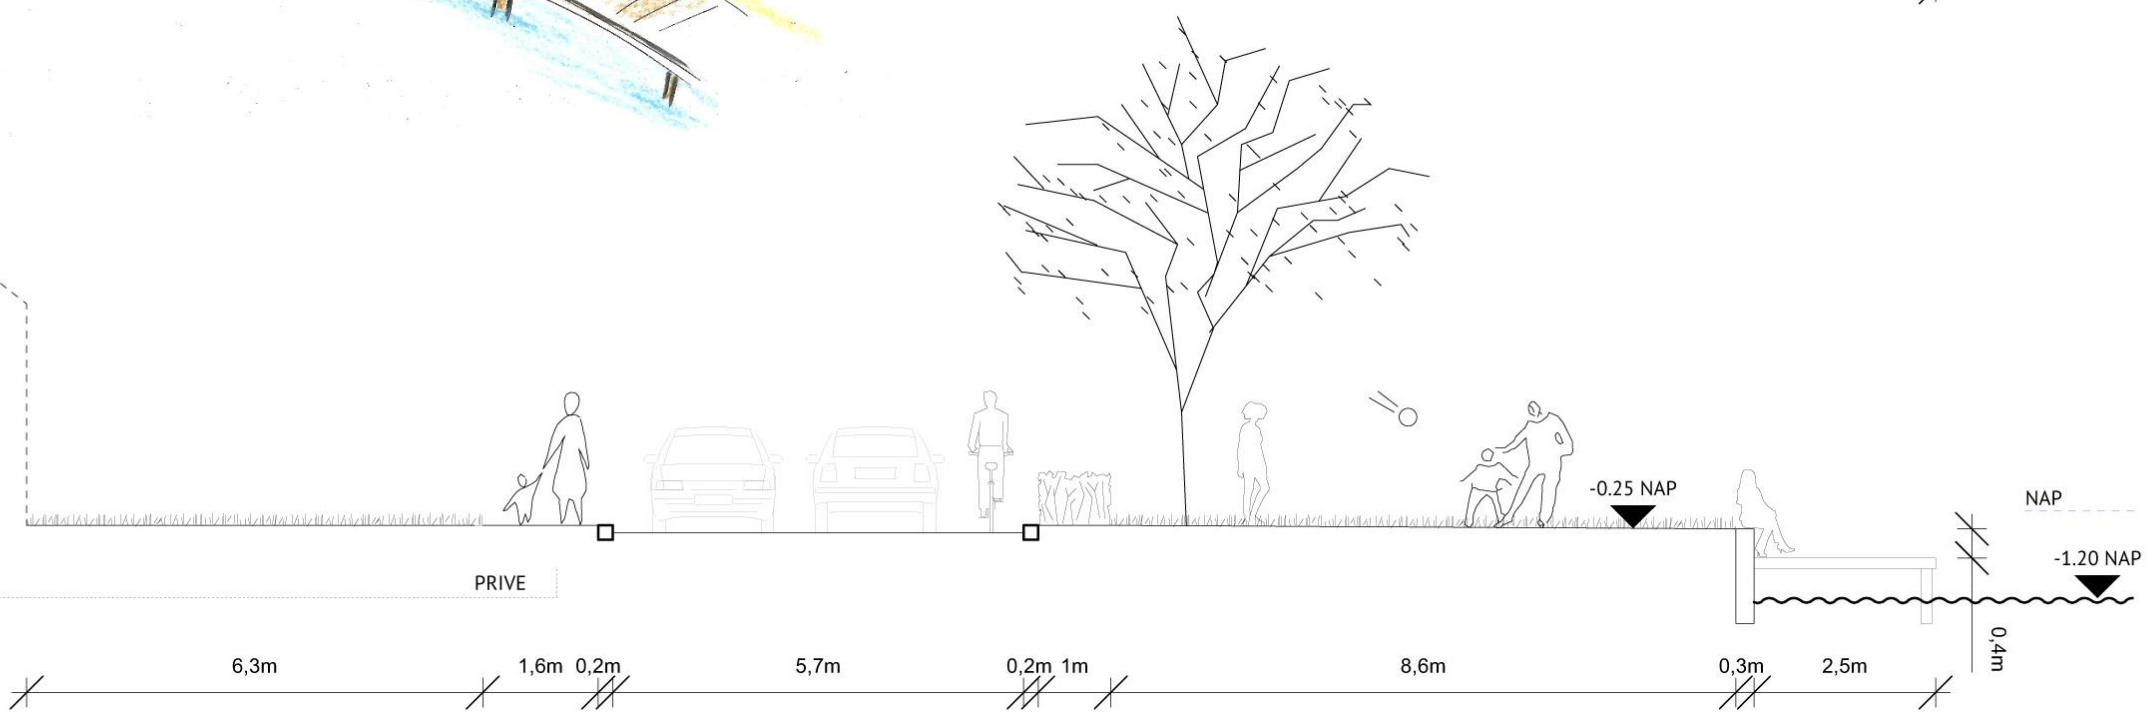 -0.25 NAP
NAP
-1.20 NAP
PRIVE
6,3m
1,6m
0,2m
5,7m
0,2m
1m
8,6m
0,3m
2,5m
0,4m